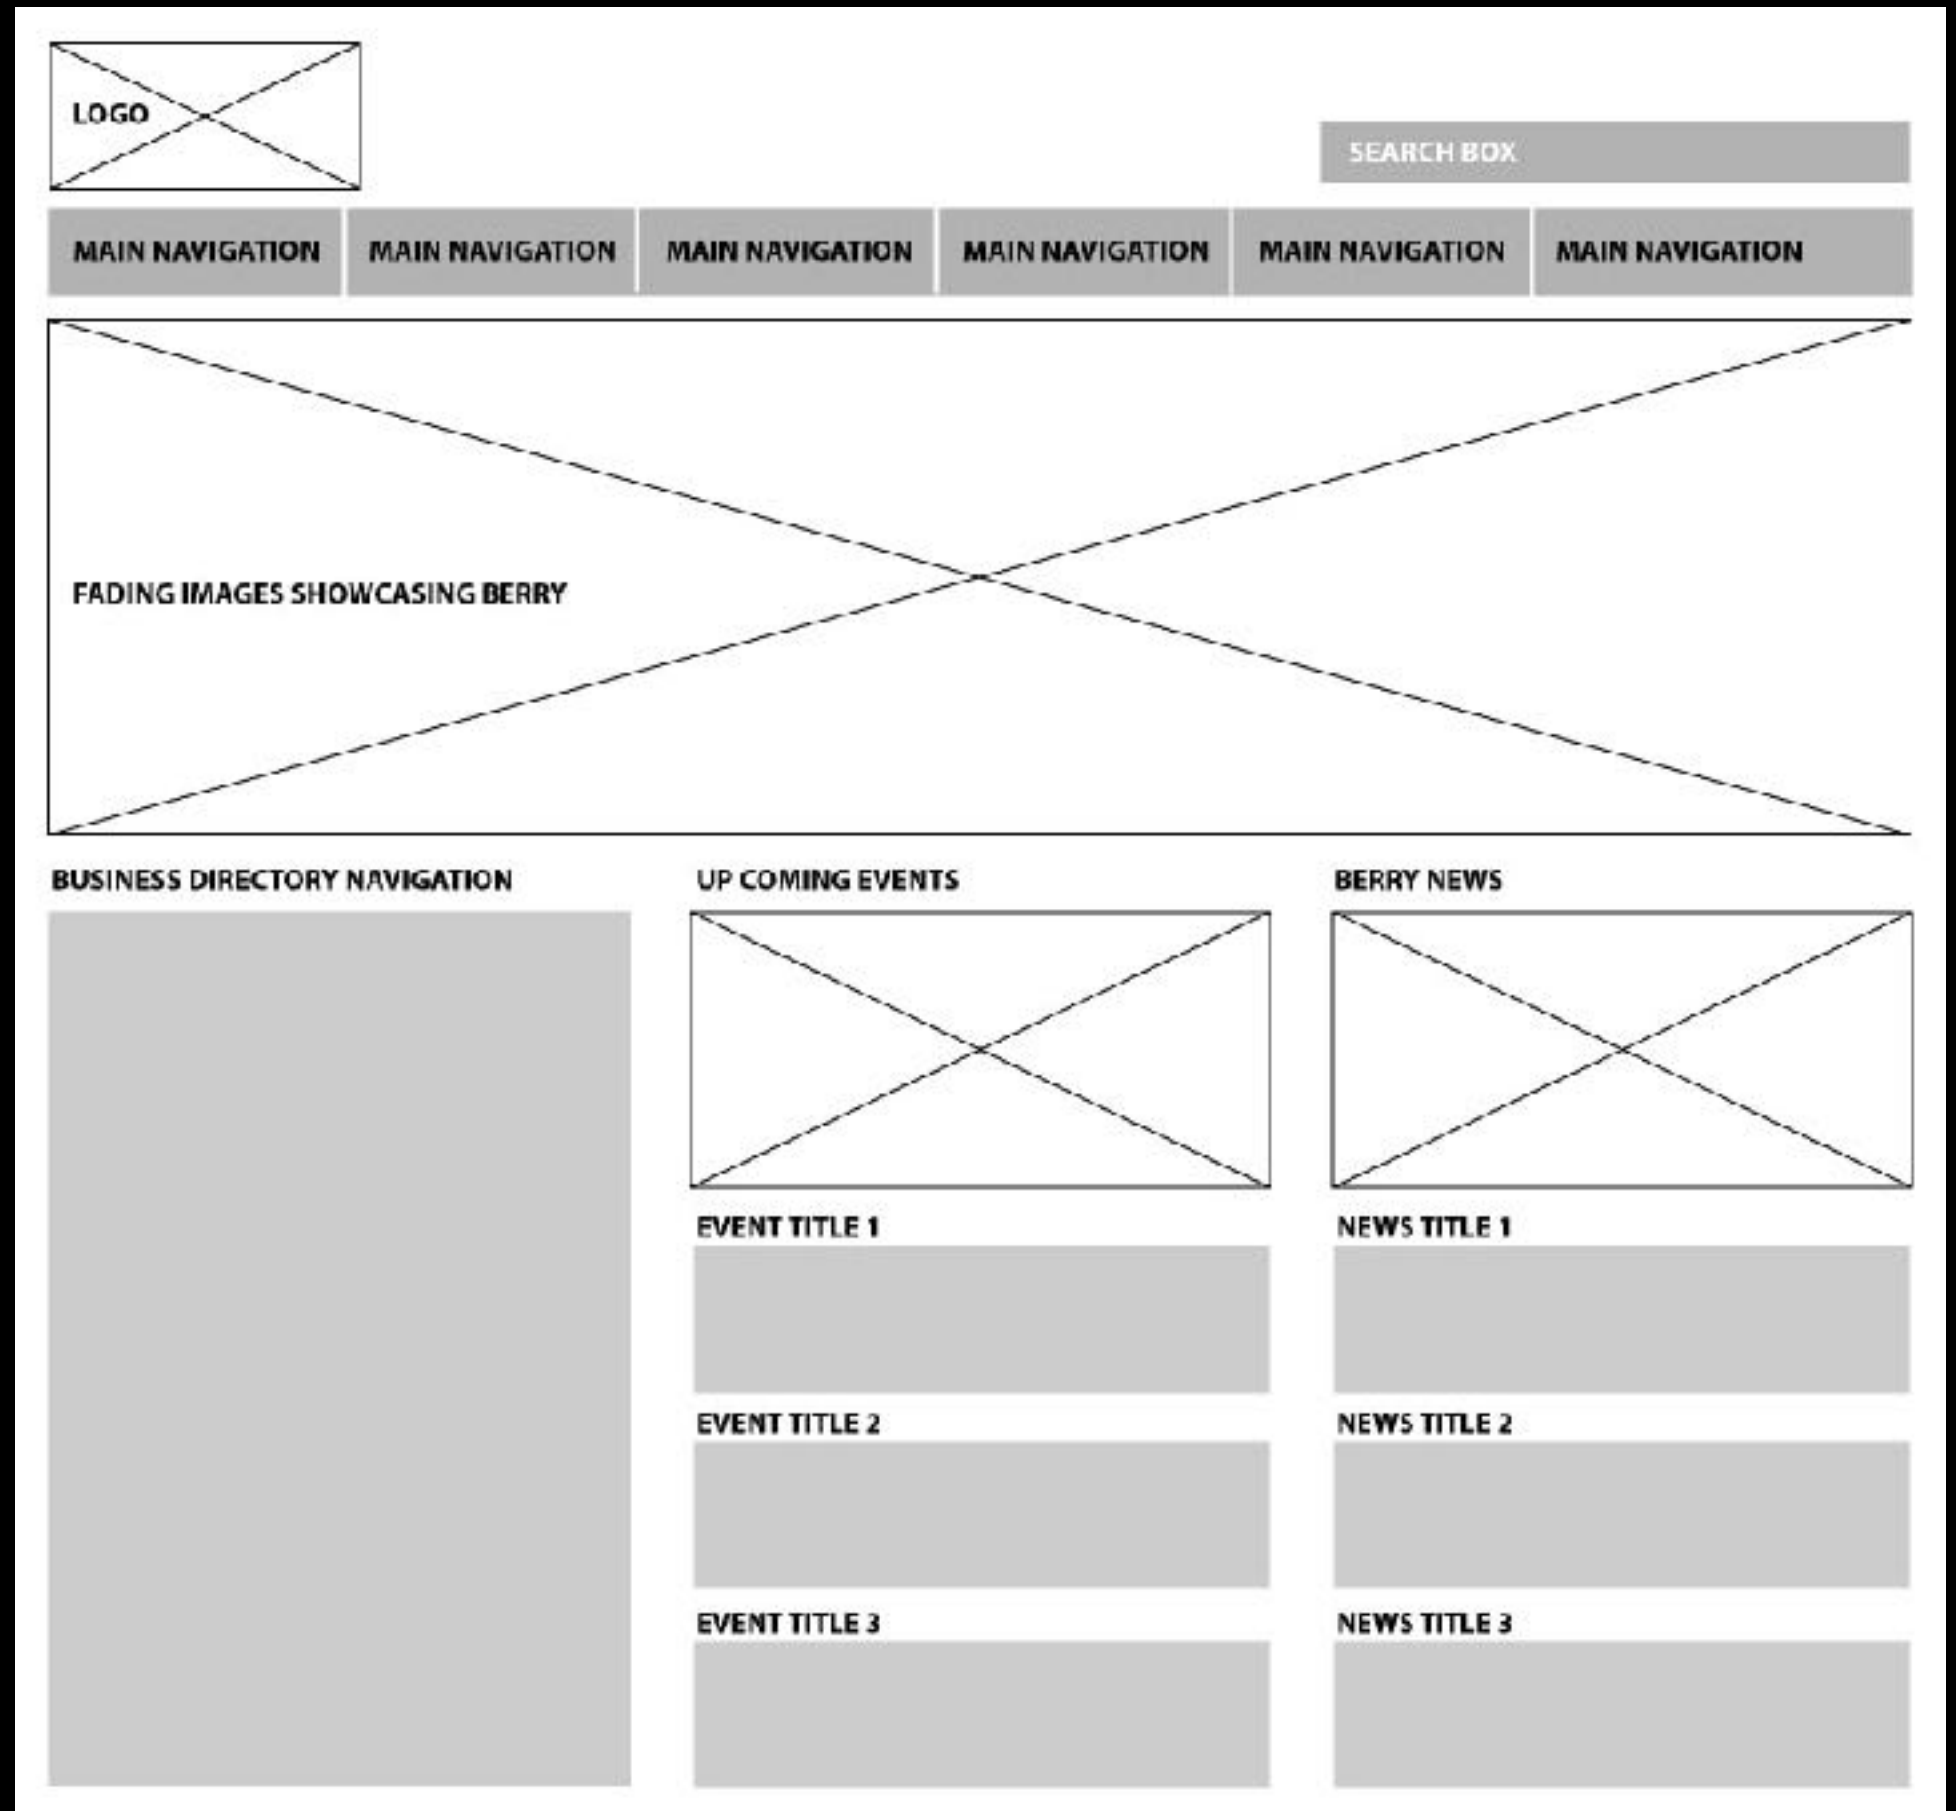 LOGO
SEARCH BOX
MAIN NAVIGATION MAIN NAVIGATION MAIN NAVIGATION MAIN NAVIGATION MAIN NAVIGATION MAIN NAVIGATION
FADING IMAGES SHOWCASING BERRY
BUSINESS DIRECTORY NAVIGATION
UP COMING EVENTS
EVENT TITLE 1
EVENT TITLE 2
EVENT TITLE 3
BERRY NEWS
NEWS TITLE 1
NEWS TITLE 2
NEWS TITLE 3